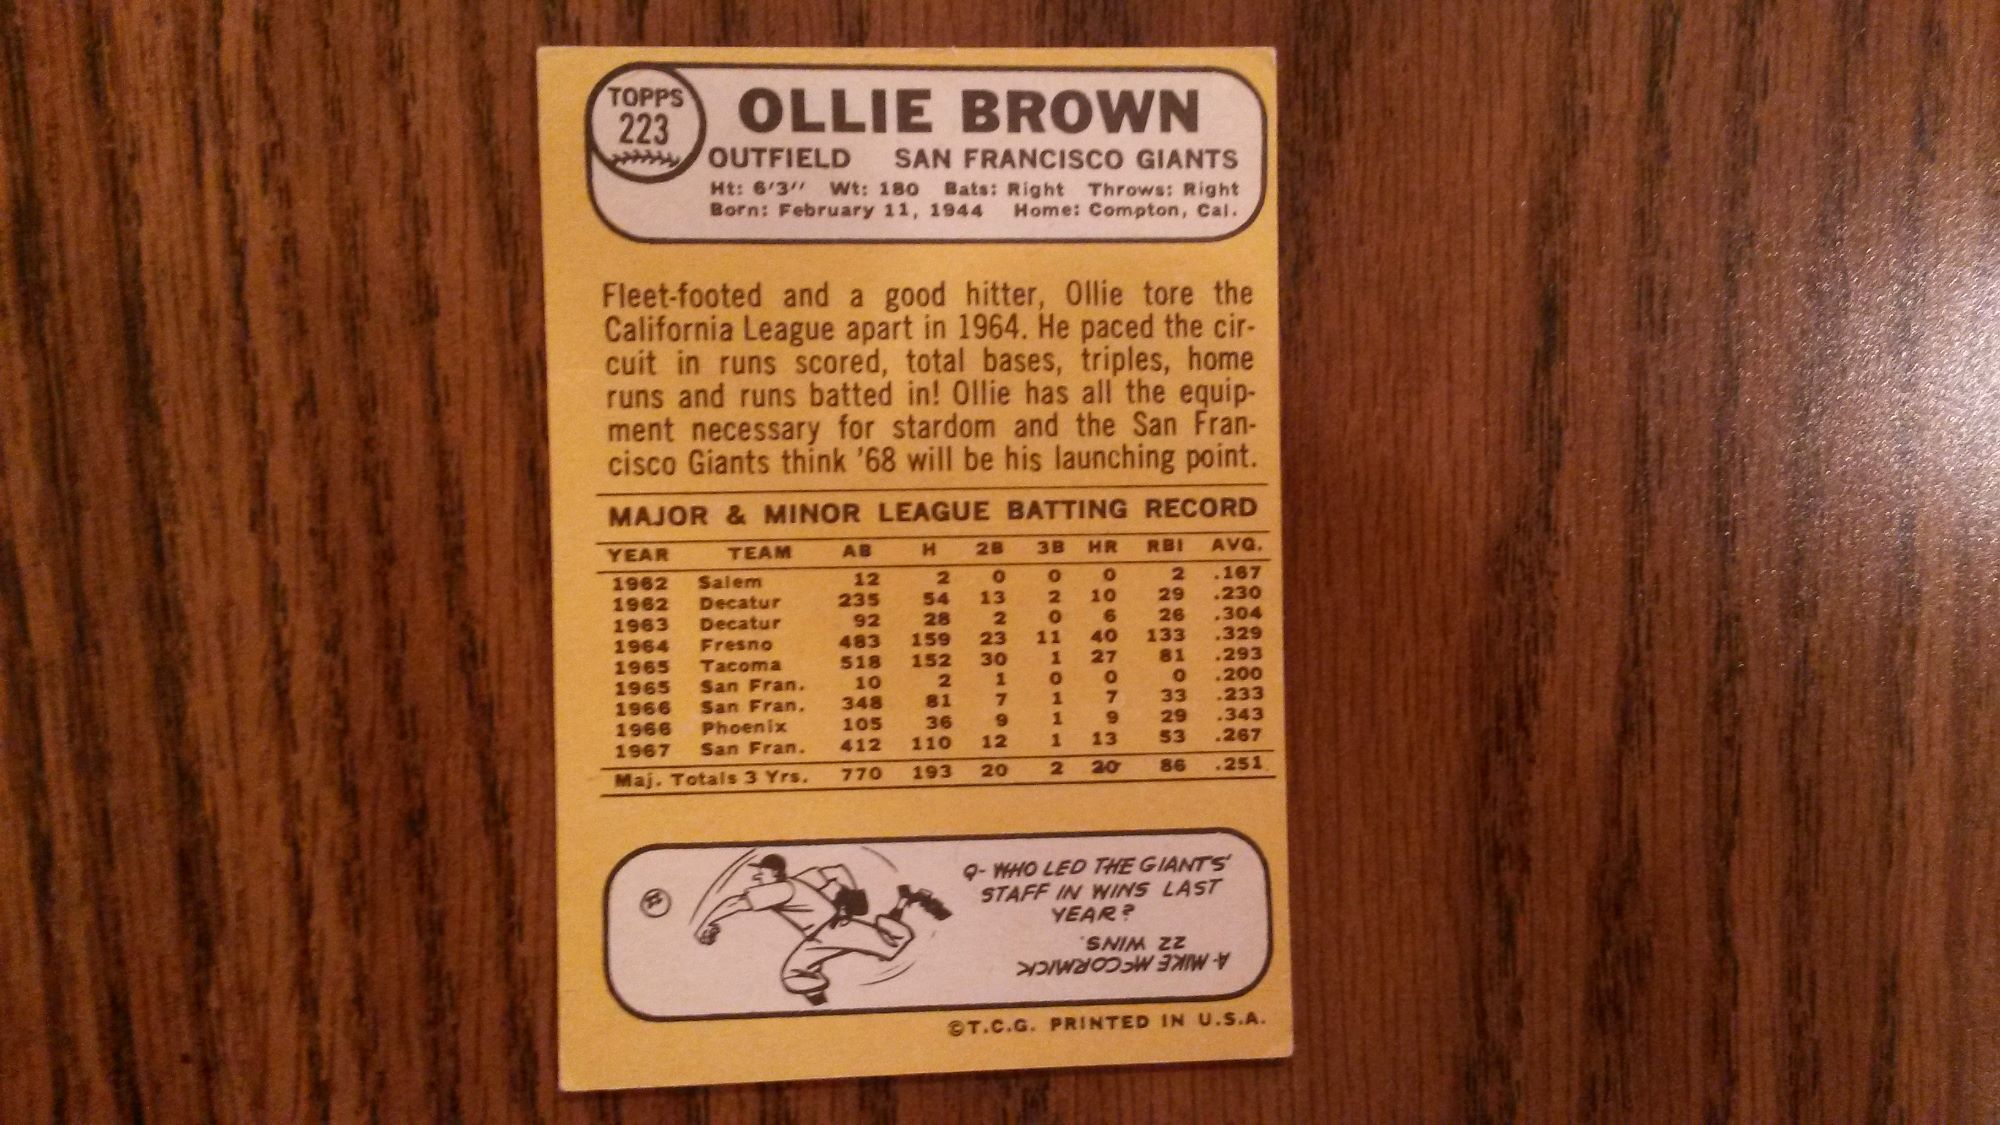 TOPPS
223
OLLIE BROWN
OUTFIELD SAN FRANCISCO GIANTS
Ht: 6'3" Wt: 180 Bats: Right Throws: Right
Born: February 11, 1944 Home: Compton, Cal.
Fleet-footed and a good hitter, Ollie tore the
California League apart in 1964. He paced the cir-
cuit in runs scored, total bases, triples, home
runs and runs batted in! Ollie has all the equip-
ment necessary for stardom and the San Fran-
cisco Giants think '68 will be his launching point.
MAJOR & MINOR LEAGUE BATTING RECORD
YEAR TEAM AB H 2B 3B HR RBI AVG.
1962 Salem 12 2 0 0 0 2 .167
1962 Decatur 235 54 13 2 10 29 .230
1963 Decatur 92 28 2 0 6 26 .304
1964 Fresno 483 159 23 11 40 133 .329
1965 Tacoma 518 152 30 1 27 81 .293
1965 San Fran. 10 2 1 0 0 0 .200
1966 San Fran. 348 81 7 1 7 33 .233
1966 Phoenix 105 36 9 1 9 29 .343
1967 San Fran. 412 110 12 1 13 53 .267
Maj. Totals 3 Yrs. 770 193 20 2 20 86 .251
Q- WHO LED THE GIANTS'
STAFF IN WINS LAST
YEAR?
A- MIKE McCORMICK
22 WINS.
©T.C.G. PRINTED IN U.S.A.